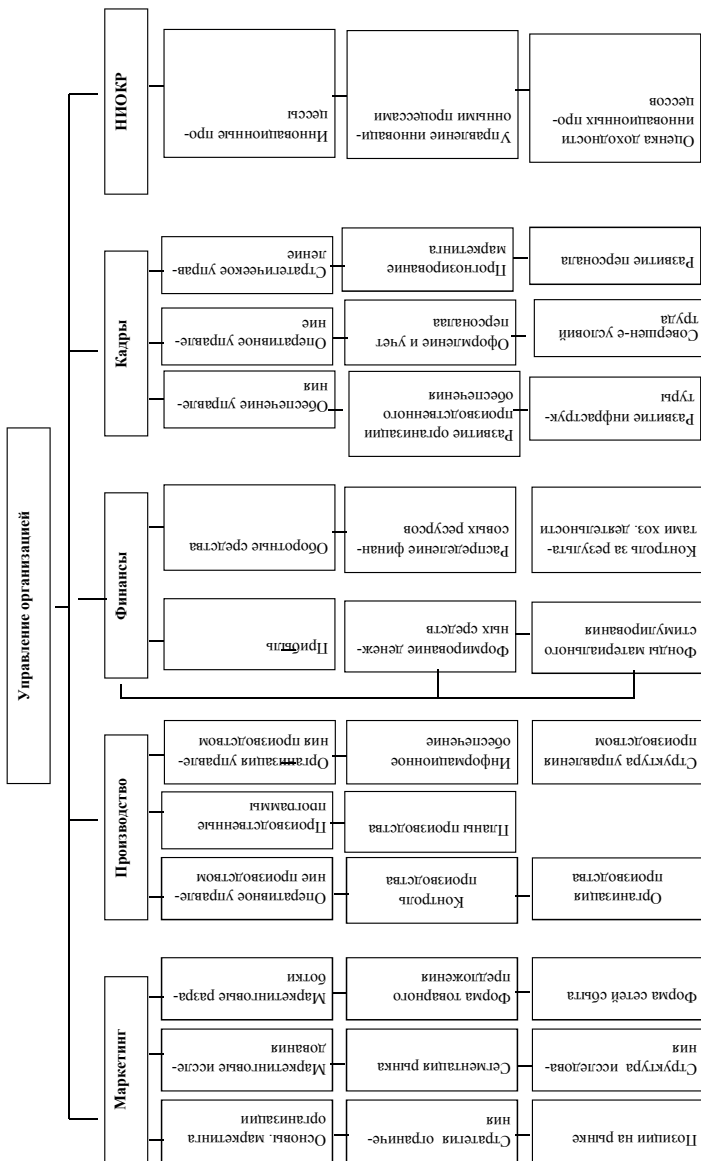 Управление организацией
Маркетинг
Основы. маркетинга
организации
Стратегия ограниче-
ния
Позиции на рынке
Маркетинговые иссле-
дования
Сегментация рынка
Структура исследова-
ния
Маркетинговые разра-
ботки
Форма товарного
предложения
Форма сетей сбыта
Производство
Оперативное управле-
ние производством
Контроль
производства
Организация
производства
Производственные
программы
Планы производства
Организация управле-
ния производством
Информационное
обеспечение
Структура управления
производством
Финансы
Прибыль
Формирование денеж-
ных средств
Фонды материального
стимулирования
Оборотные средства
Распределение финан-
совых ресурсов
Контроль за результа-
тами хоз. деятельности
Кадры
Обеспечение управле-
ния
Развитие организации
производственного
обеспечения
Развитие инфраструк-
туры
Оперативное управле-
ние
Оформление и учет
персоналаа
Совершен-е условий
труда
Стратегическое управ-
ление
Прогнозирование
маркетинга
Развитие персонала
НИОКР
Инновационные про-
цессы
Управление инноваци-
онными процессами
Оценка доходности
инновационных про-
цессов